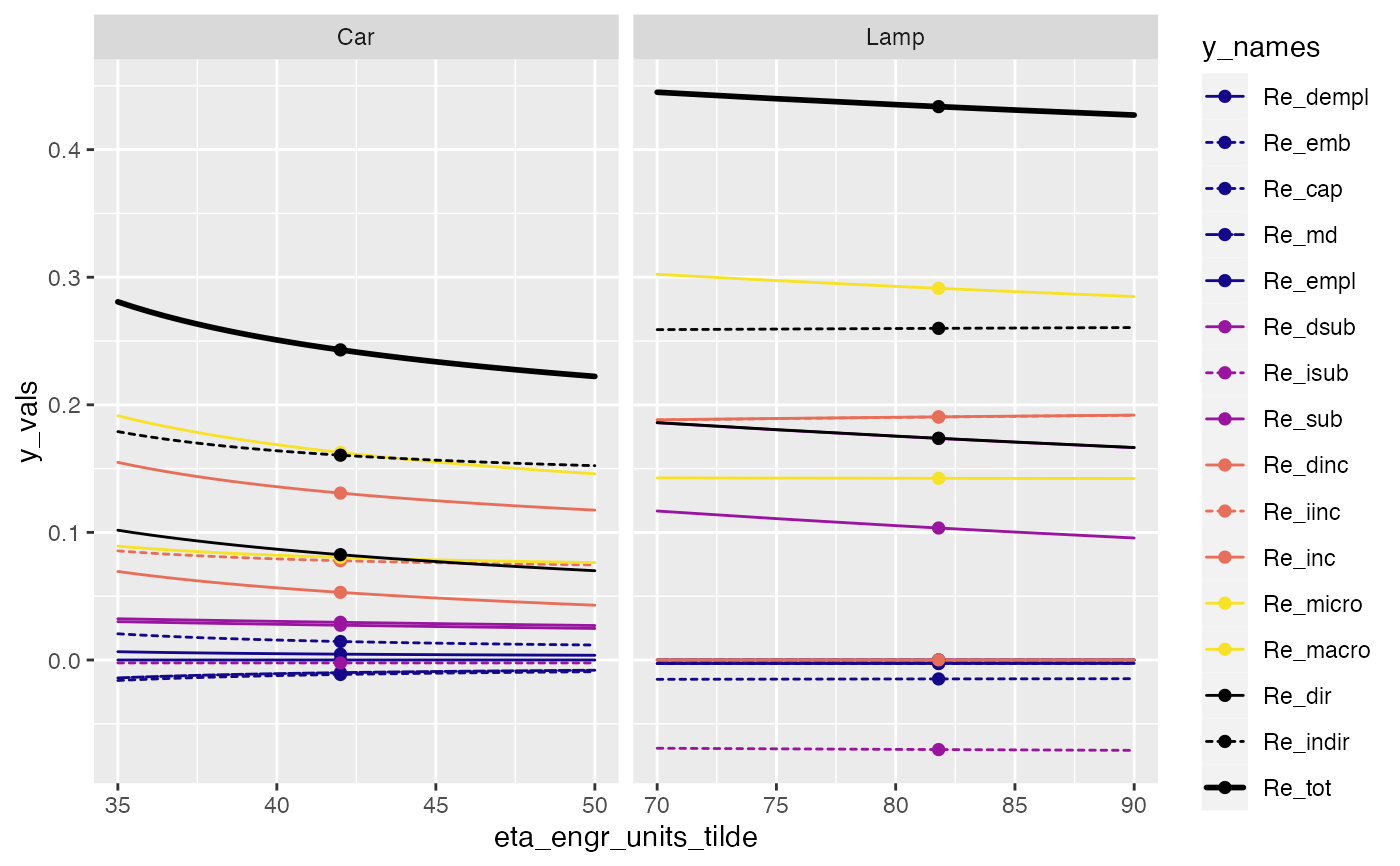 Car
Lamp
y_vals
0.4
0.3
0.2
0.1
0.0
35
40
45
50
70
75
80
85
90
eta_engr_units_tilde
y_names
Re_dempl
Re_emb
Re_cap
Re_md
Re_empl
Re_dsub
Re_isub
Re_sub
Re_dinc
Re_iinc
Re_inc
Re_micro
Re_macro
Re_dir
Re_indir
Re_tot